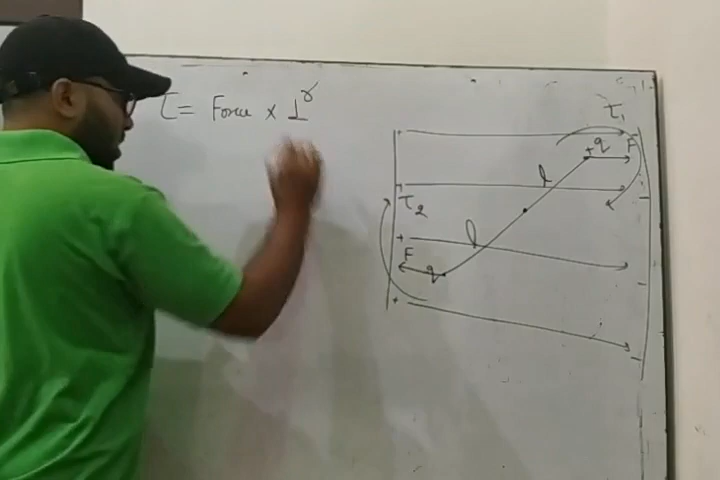 τ = Force × ⊥ r
τ₁
+q F
l
τ₂
l
F
q